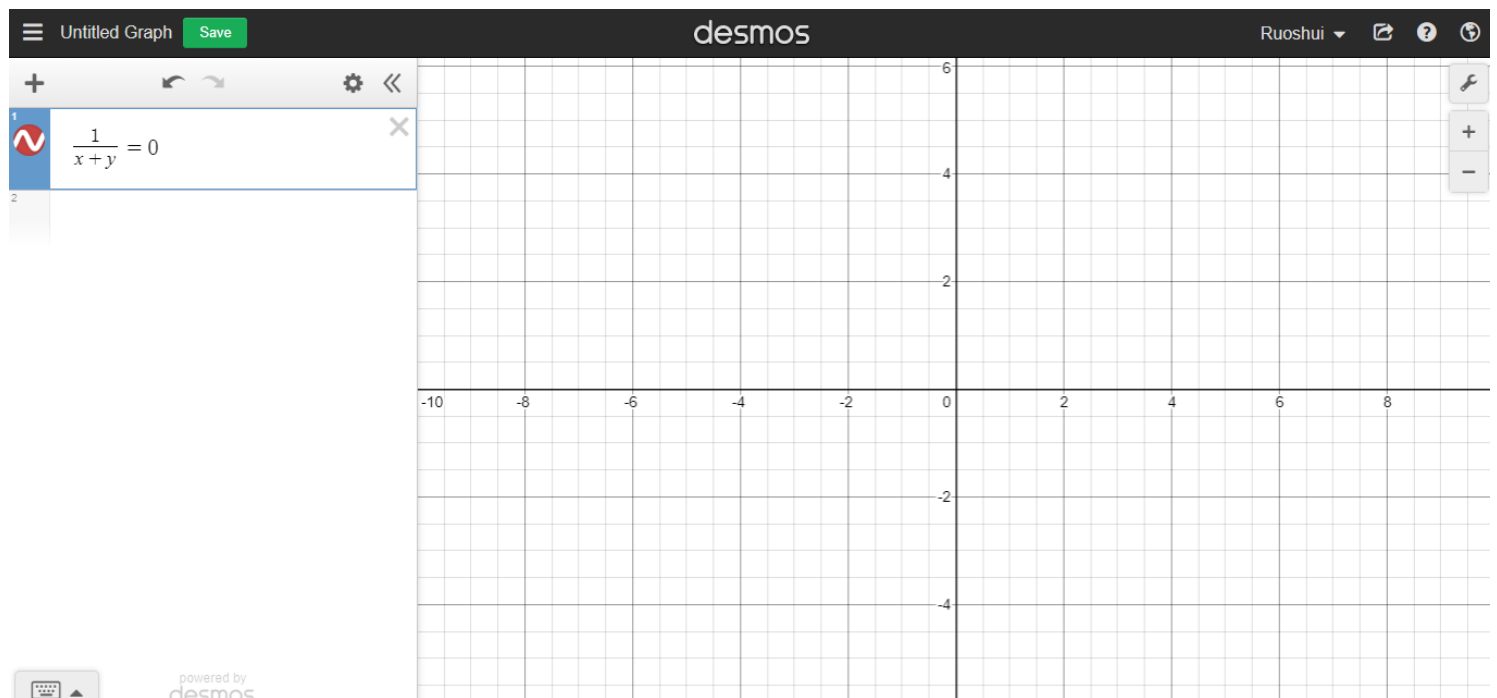 Untitled Graph Save desmos Ruoshui ?
1
1/(x + y) = 0
2
6
4
2
-10 -8 -6 -4 -2 0 2 4 6 8
-2
-4
powered by
desmos